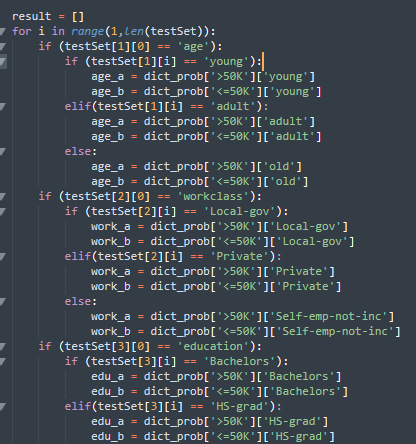 result = []
for i in range(1,len(testSet)):
    if (testSet[1][0] == 'age'):
        if (testSet[1][i] == 'young'):
            age_a = dict_prob['>50K']['young']
            age_b = dict_prob['<=50K']['young']
        elif(testSet[1][i] == 'adult'):
            age_a = dict_prob['>50K']['adult']
            age_b = dict_prob['<=50K']['adult']
        else:
            age_a = dict_prob['>50K']['old']
            age_b = dict_prob['<=50K']['old']
    if (testSet[2][0] == 'workclass'):
        if (testSet[2][i] == 'Local-gov'):
            work_a = dict_prob['>50K']['Local-gov']
            work_b = dict_prob['<=50K']['Local-gov']
        elif(testSet[2][i] == 'Private'):
            work_a = dict_prob['>50K']['Private']
            work_b = dict_prob['<=50K']['Private']
        else:
            work_a = dict_prob['>50K']['Self-emp-not-inc']
            work_b = dict_prob['<=50K']['Self-emp-not-inc']
    if (testSet[3][0] == 'education'):
        if (testSet[3][i] == 'Bachelors'):
            edu_a = dict_prob['>50K']['Bachelors']
            edu_b = dict_prob['<=50K']['Bachelors']
        elif(testSet[3][i] == 'HS-grad'):
            edu_a = dict_prob['>50K']['HS-grad']
            edu_b = dict_prob['<=50K']['HS-grad']